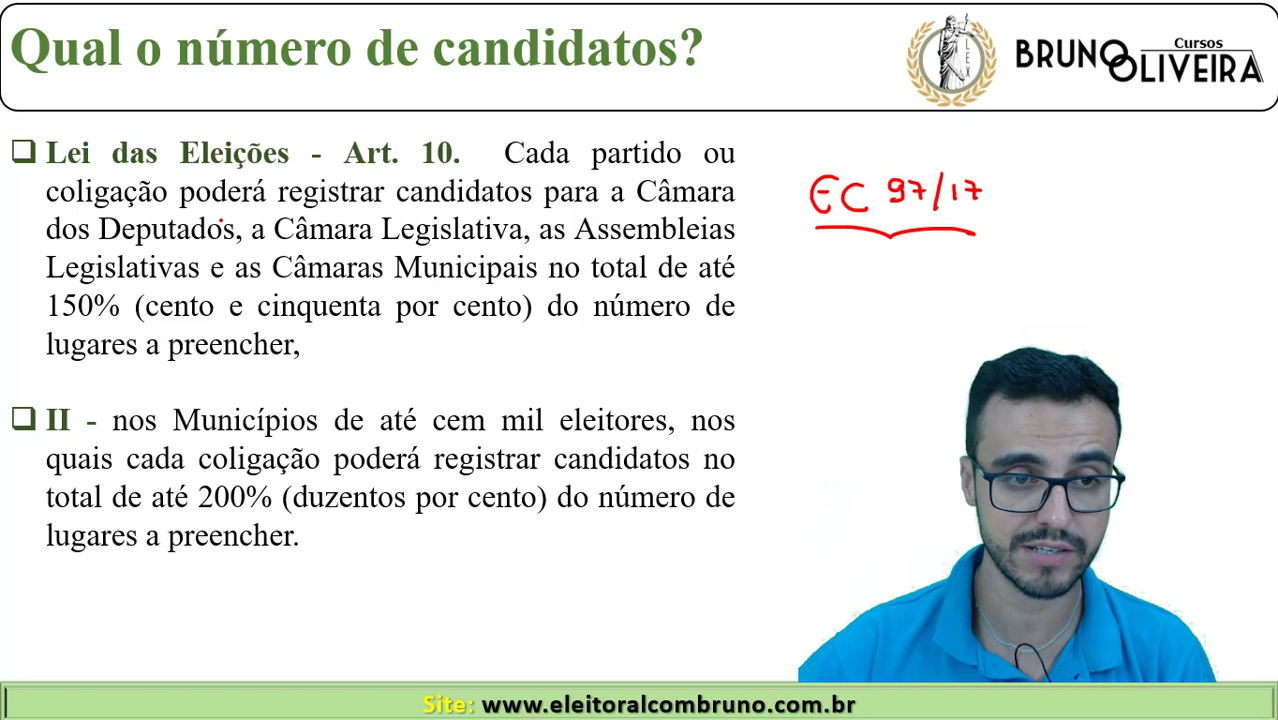 Qual o número de candidatos?
Cursos
BRUNO OLIVEIRA
LEX
Lei das Eleições - Art. 10. Cada partido ou
coligação poderá registrar candidatos para a Câmara
dos Deputados, a Câmara Legislativa, as Assembleias
Legislativas e as Câmaras Municipais no total de até
150% (cento e cinquenta por cento) do número de
lugares a preencher,
EC 97/17
II - nos Municípios de até cem mil eleitores, nos
quais cada coligação poderá registrar candidatos no
total de até 200% (duzentos por cento) do número de
lugares a preencher.
Site: www.eleitoralcombruno.com.br